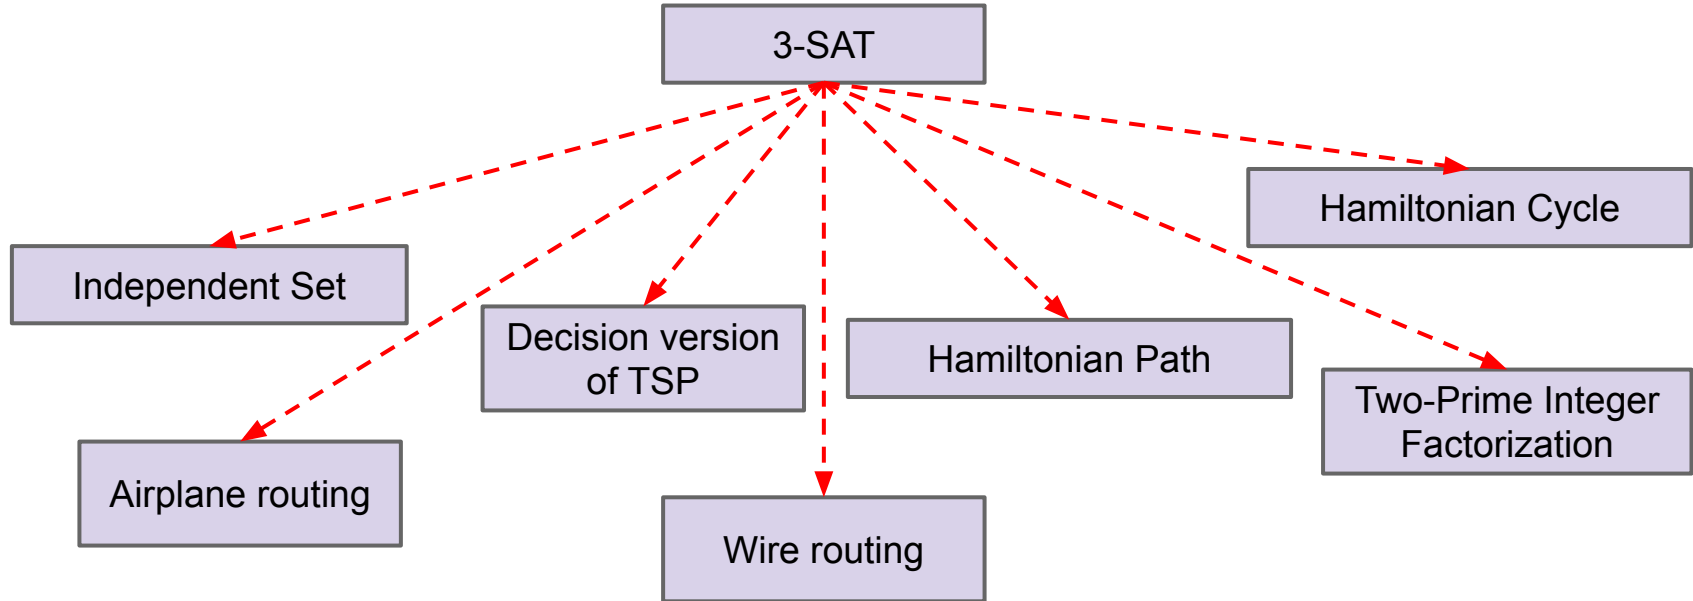 3-SAT
Hamiltonian Cycle
Independent Set
Decision version
of TSP
Hamiltonian Path
Two-Prime Integer
Factorization
Airplane routing
Wire routing